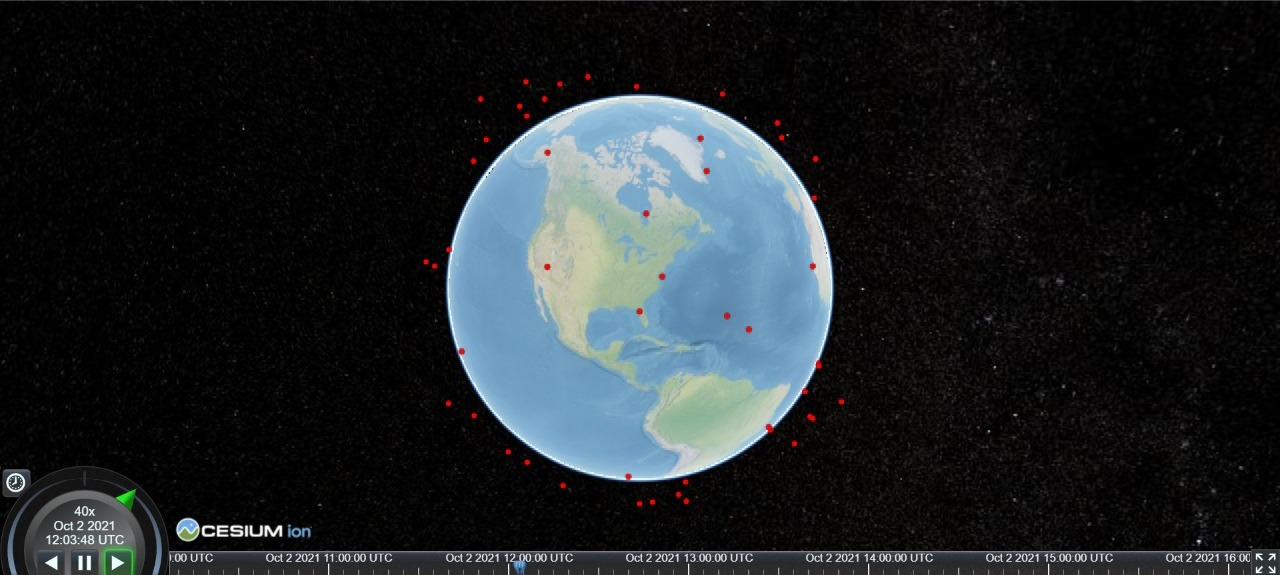 40x
Oct 2 2021
12:03:48 UTC
CESIUM ion
:00 UTC
Oct 2 2021 11:00:00 UTC
Oct 2 2021 12:00:00 UTC
Oct 2 2021 13:00:00 UTC
Oct 2 2021 14:00:00 UTC
Oct 2 2021 15:00:00 UTC
Oct 2 2021 16:00